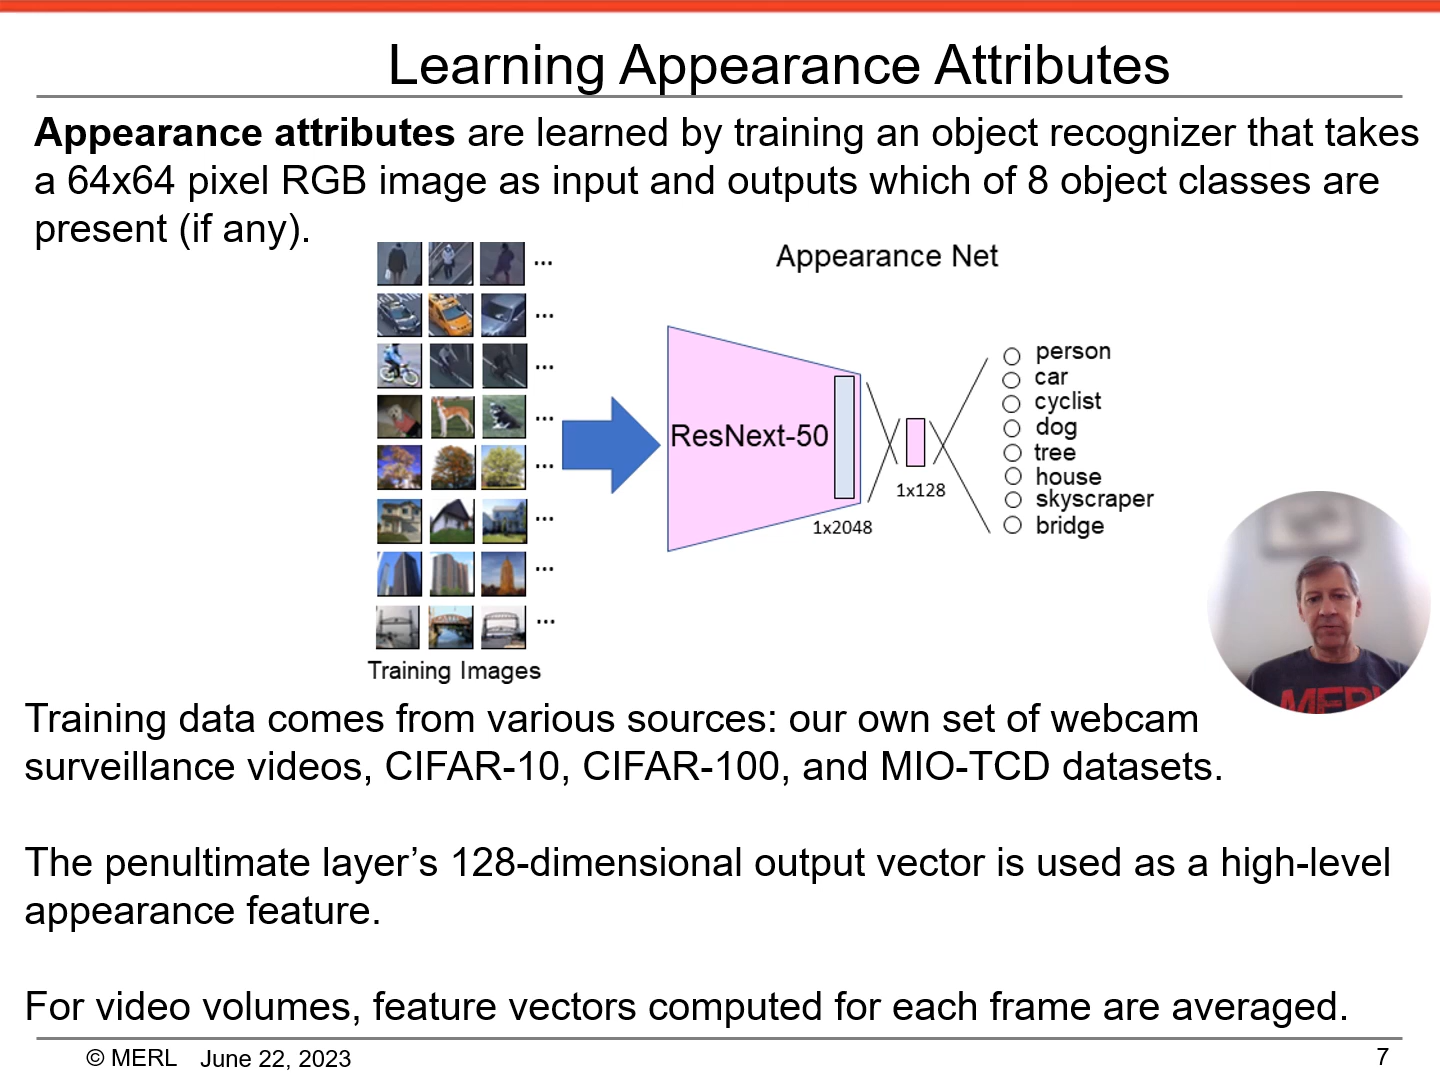 Learning Appearance Attributes
Appearance attributes are learned by training an object recognizer that takes
a 64x64 pixel RGB image as input and outputs which of 8 object classes are
present (if any).
...
...
...
...
...
...
...
...
Training Images
Appearance Net
ResNext-50
1x2048
1x128
person
car
cyclist
dog
tree
house
skyscraper
bridge
MERL
Training data comes from various sources: our own set of webcam
surveillance videos, CIFAR-10, CIFAR-100, and MIO-TCD datasets.
The penultimate layer’s 128-dimensional output vector is used as a high-level
appearance feature.
For video volumes, feature vectors computed for each frame are averaged.
© MERL June 22, 2023
7